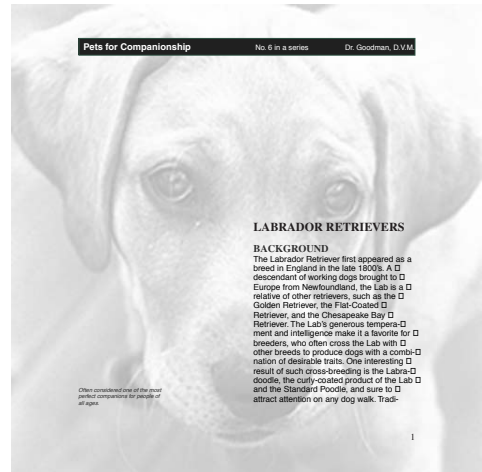 Pets for Companionship No. 6 in a series Dr. Goodman, D.V.M.
LABRADOR RETRIEVERS
BACKGROUND
The Labrador Retriever first appeared as a
breed in England in the late 1800's. A □
descendant of working dogs brought to □
Europe from Newfoundland, the Lab is a □
relative of other retrievers, such as the □
Golden Retriever, the Flat-Coated □
Retriever, and the Chesapeake Bay □
Retriever. The Lab's generous tempera-□
ment and intelligence make it a favorite for □
breeders, who often cross the Lab with □
other breeds to produce dogs with a combi-□
nation of desirable traits. One interesting □
result of such cross-breeding is the Labra-□
doodle, the curly-coated product of the Lab □
and the Standard Poodle, and sure to □
attract attention on any dog walk. Tradi-
Often considered one of the most
perfect companions for people of
all ages.
1